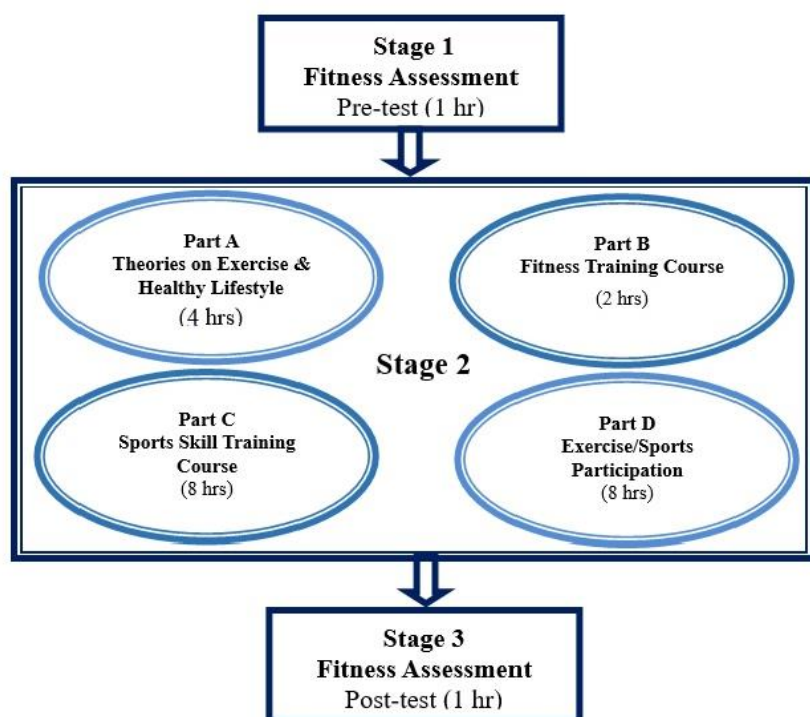 Stage 1
Fitness Assessment
Pre-test (1 hr)
Part A
Theories on Exercise &
Healthy Lifestyle
(4 hrs)
Part B
Fitness Training Course
(2 hrs)
Stage 2
Part C
Sports Skill Training
Course
(8 hrs)
Part D
Exercise/Sports
Participation
(8 hrs)
Stage 3
Fitness Assessment
Post-test (1 hr)